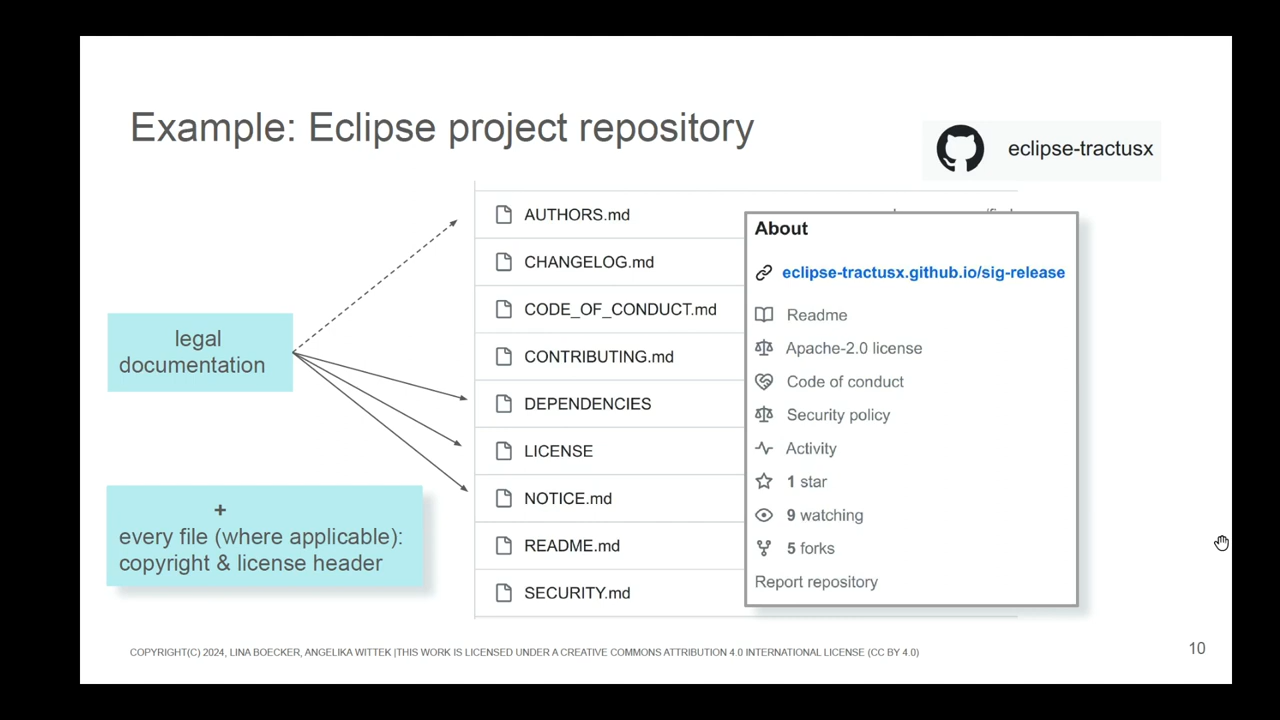 Example: Eclipse project repository
eclipse-tractusx
legal
documentation
+
every file (where applicable):
copyright & license header
AUTHORS.md
CHANGELOG.md
CODE_OF_CONDUCT.md
CONTRIBUTING.md
DEPENDENCIES
LICENSE
NOTICE.md
README.md
SECURITY.md
About
eclipse-tractusx.github.io/sig-release
Readme
Apache-2.0 license
Code of conduct
Security policy
Activity
1 star
9 watching
5 forks
Report repository
COPYRIGHT(C) 2024, LINA BOECKER, ANGELIKA WITTEK |THIS WORK IS LICENSED UNDER A CREATIVE COMMONS ATTRIBUTION 4.0 INTERNATIONAL LICENSE (CC BY 4.0)
10